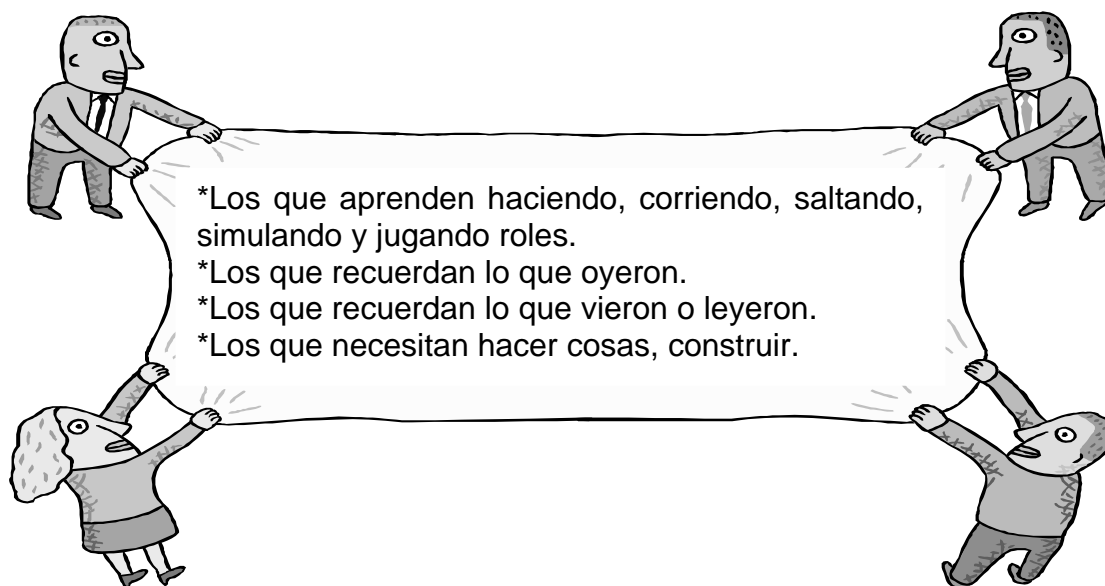 *Los que aprenden haciendo, corriendo, saltando,
simulando y jugando roles.
*Los que recuerdan lo que oyeron.
*Los que recuerdan lo que vieron o leyeron.
*Los que necesitan hacer cosas, construir.